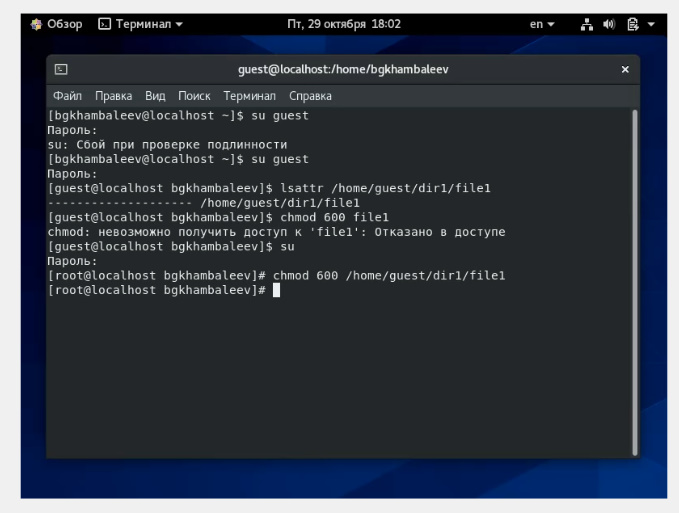 Обзор Терминал Пт, 29 октября 18:02 en
guest@localhost:/home/bgkhambaleev ×
Файл Правка Вид Поиск Терминал Справка
[bgkhambaleev@localhost ~]$ su guest
Пароль:
su: Сбой при проверке подлинности
[bgkhambaleev@localhost ~]$ su guest
Пароль:
[guest@localhost bgkhambaleev]$ lsattr /home/guest/dir1/file1
-------------------- /home/guest/dir1/file1
[guest@localhost bgkhambaleev]$ chmod 600 file1
chmod: невозможно получить доступ к 'file1': Отказано в доступе
[guest@localhost bgkhambaleev]$ su
Пароль:
[root@localhost bgkhambaleev]# chmod 600 /home/guest/dir1/file1
[root@localhost bgkhambaleev]#